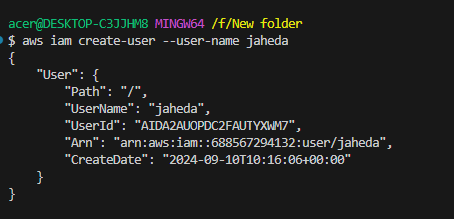 acer@DESKTOP-C3JJHM8 MINGW64 /f/New folder
$ aws iam create-user --user-name jaheda
{
    "User": {
        "Path": "/",
        "UserName": "jaheda",
        "UserId": "AIDA2AUOPDC2FAUTYXWM7",
        "Arn": "arn:aws:iam::688567294132:user/jaheda",
        "CreateDate": "2024-09-10T10:16:06+00:00"
    }
}